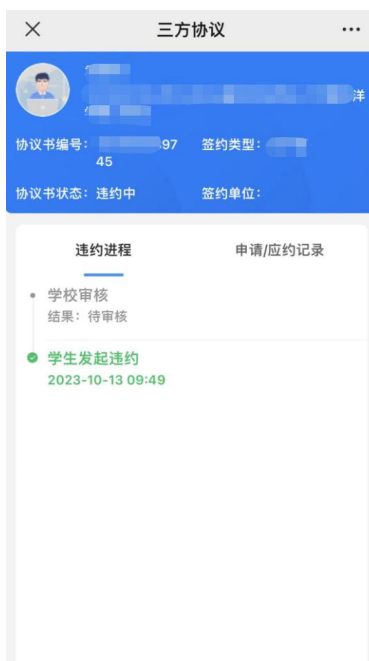 三方协议
洋
协议书编号： 97 签约类型：
45
协议书状态：违约中 签约单位：
违约进程 申请/应约记录
学校审核
结果：待审核
学生发起违约
2023-10-13 09:49